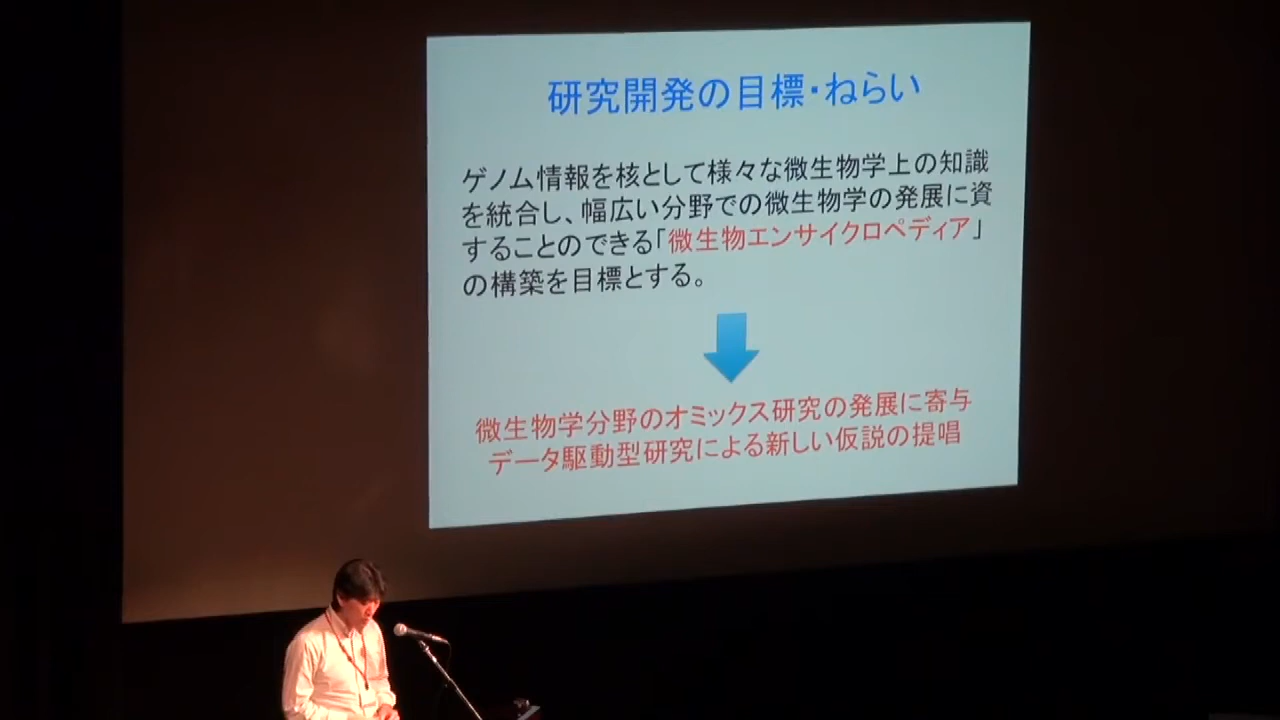 研究開発の目標・ねらい
ゲノム情報を核として様々な微生物学上の知識
を統合し、幅広い分野での微生物学の発展に資
することのできる「微生物エンサイクロペディア」
の構築を目標とする。
微生物学分野のオミックス研究の発展に寄与
データ駆動型研究による新しい仮説の提唱